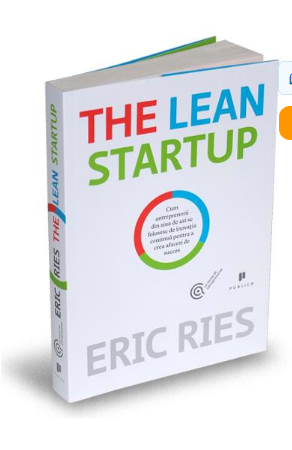 THE LEAN
STARTUP
Cum
antreprenorii
din ziua de azi se
folosesc de inovația
continuă pentru a
crea afaceri de
succes
PUBLICA
ERIC RIES
ERIC RIES THE LEAN STARTUP